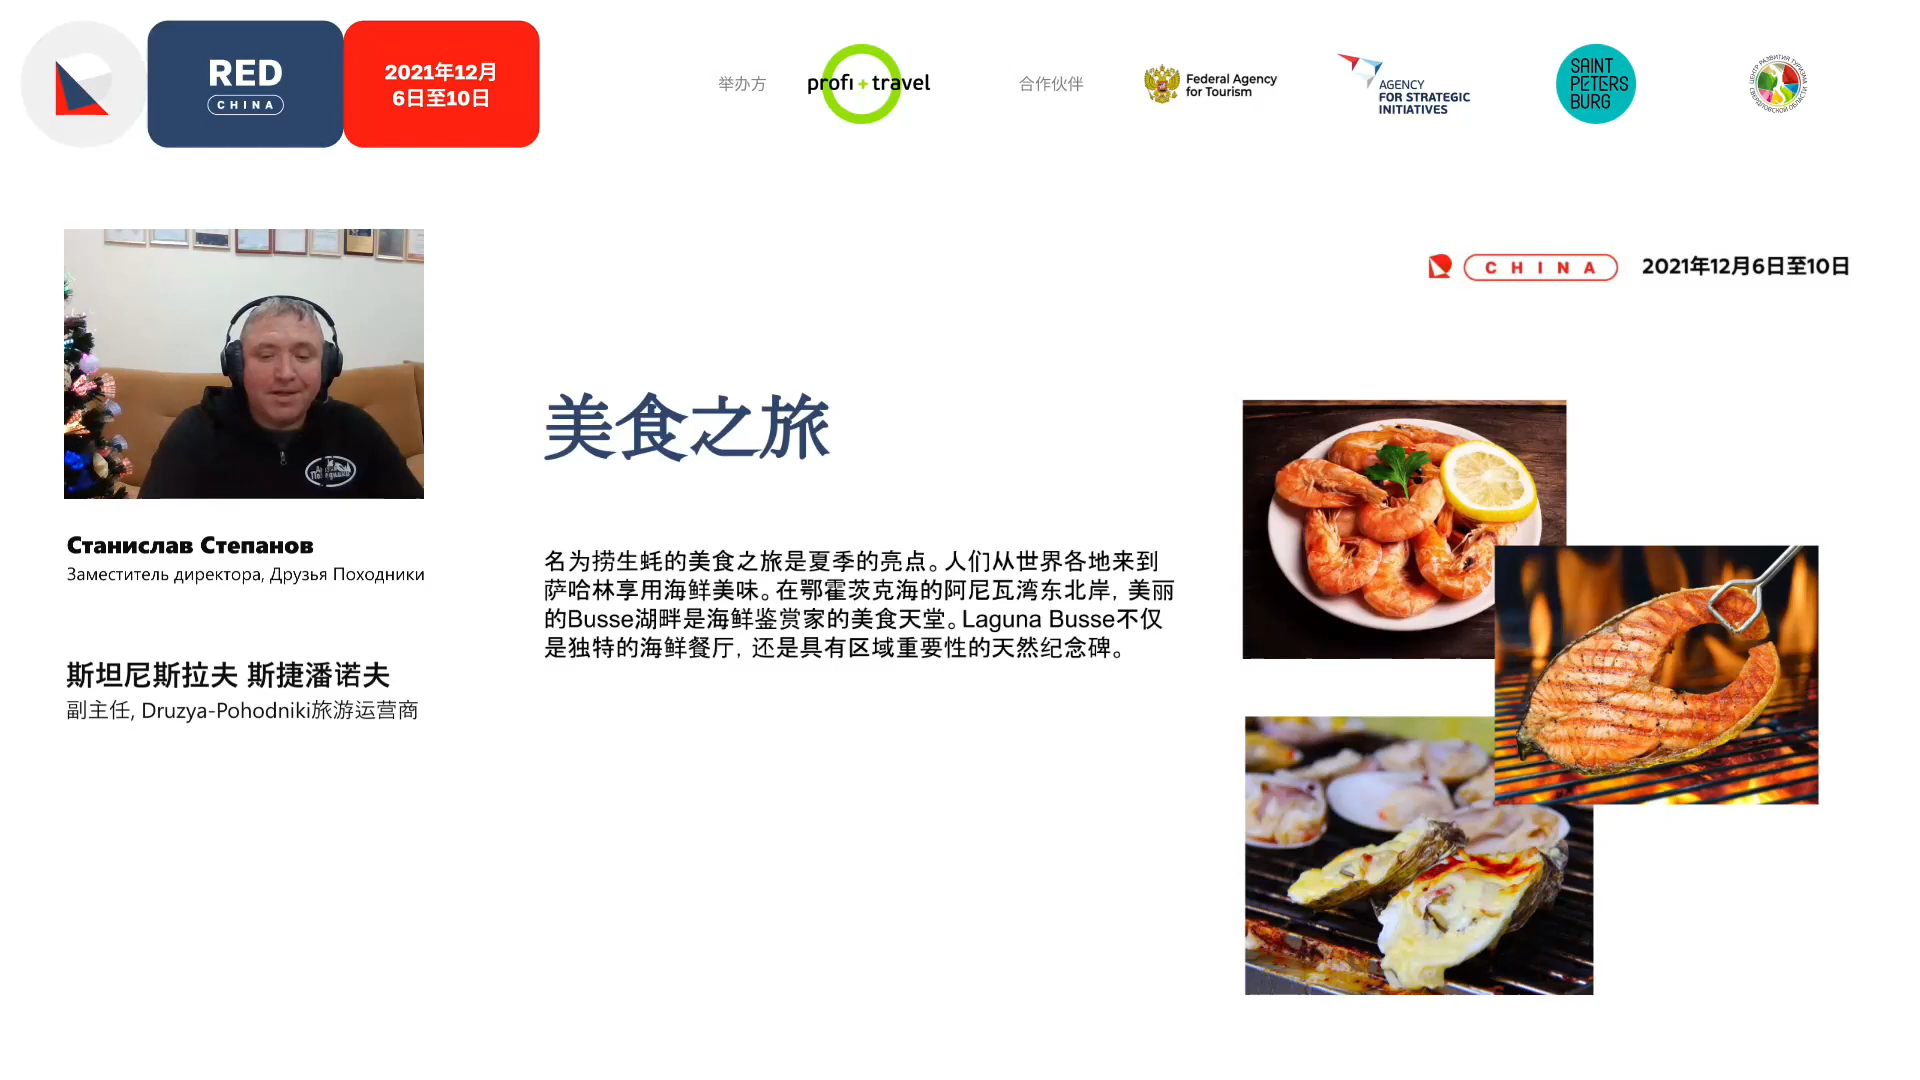 RED
CHINA
2021年12月
6日至10日
举办方
profi + travel
合作伙伴
Federal Agency
for Tourism
AGENCY
FOR STRATEGIC
INITIATIVES
SAINT
PETERS
BURG
ЦЕНТР РАЗВИТИЯ ТУРИЗМА
СВЕРДЛОВСКОЙ ОБЛАСТИ
CHINA
2021年12月6日至10日
美食之旅
名为捞生蚝的美食之旅是夏季的亮点。人们从世界各地来到
萨哈林享用海鲜美味。在鄂霍茨克海的阿尼瓦湾东北岸，美丽
的Busse湖畔是海鲜鉴赏家的美食天堂。Laguna Busse不仅
是独特的海鲜餐厅，还是具有区域重要性的天然纪念碑。
Станислав Степанов
Заместитель директора, Друзья Походники
斯坦尼斯拉夫 斯捷潘诺夫
副主任, Druzya-Pohodniki旅游运营商